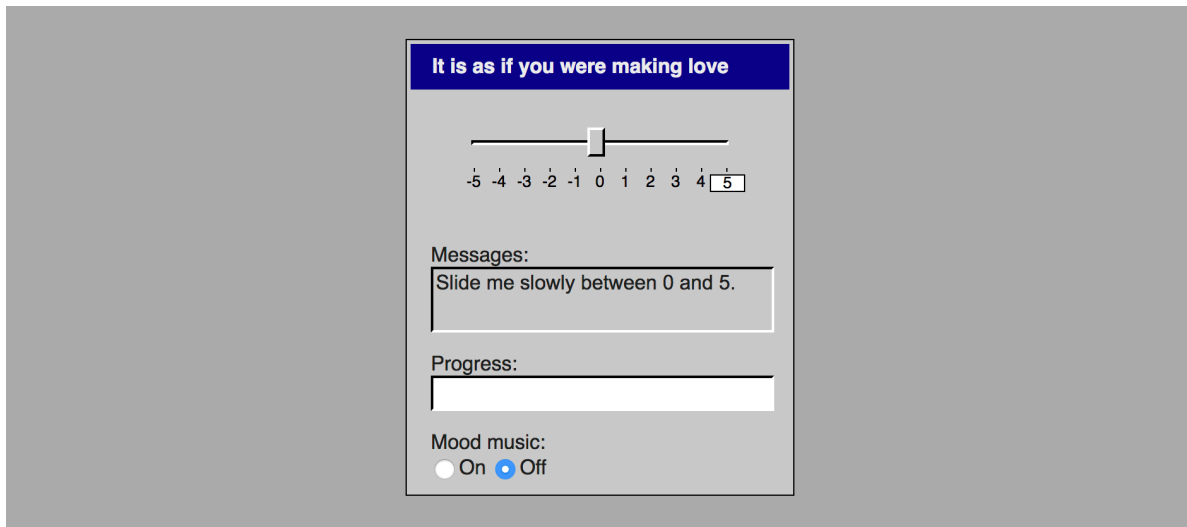 It is as if you were making love
-5 -4 -3 -2 -1 0 1 2 3 4 5
Messages:
Slide me slowly between 0 and 5.
Progress:
Mood music:
On Off